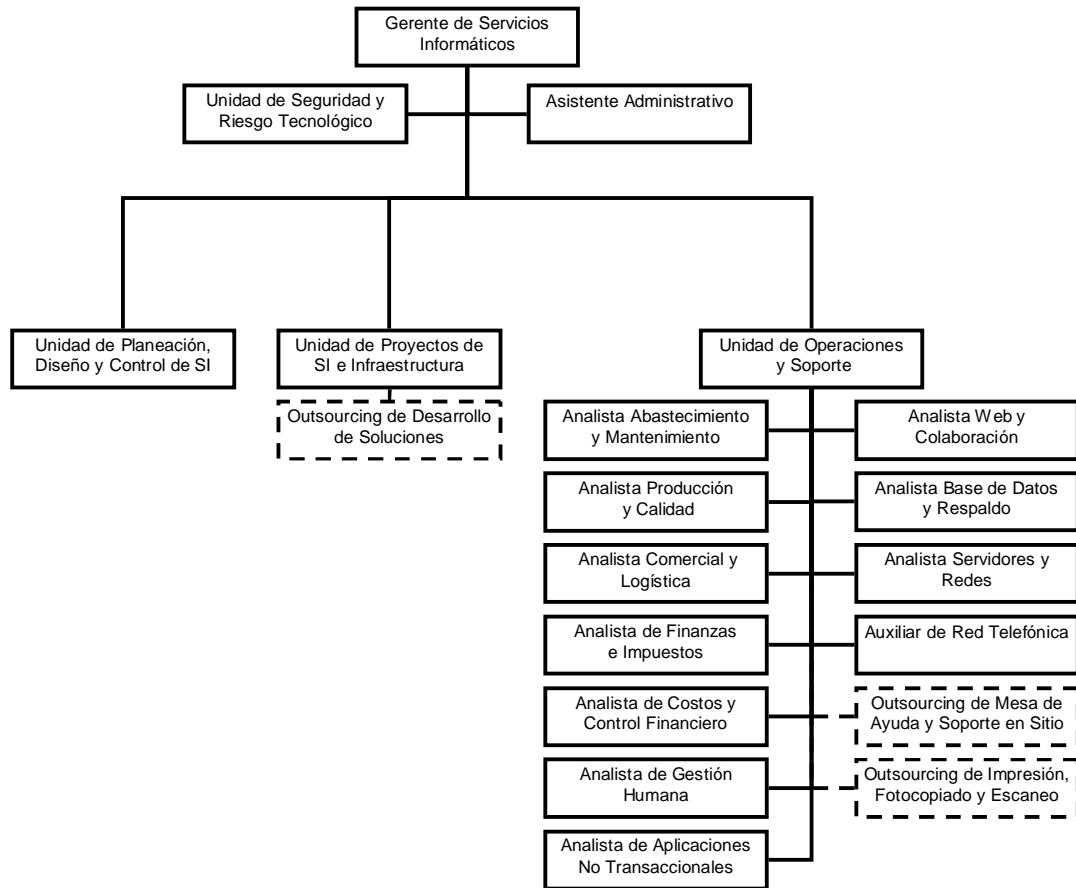 Gerente de Servicios
Informáticos
Unidad de Seguridad y
Riesgo Tecnológico
Asistente Administrativo
Unidad de Planeación,
Diseño y Control de SI
Unidad de Proyectos de
SI e Infraestructura
Outsourcing de Desarrollo
de Soluciones
Unidad de Operaciones
y Soporte
Analista Abastecimiento
y Mantenimiento
Analista Web y
Colaboración
Analista Producción
y Calidad
Analista Base de Datos
y Respaldo
Analista Comercial y
Logística
Analista Servidores y
Redes
Analista de Finanzas
e Impuestos
Auxiliar de Red Telefónica
Analista de Costos y
Control Financiero
Outsourcing de Mesa de
Ayuda y Soporte en Sitio
Analista de Gestión
Humana
Outsourcing de Impresión,
Fotocopiado y Escaneo
Analista de Aplicaciones
No Transaccionales